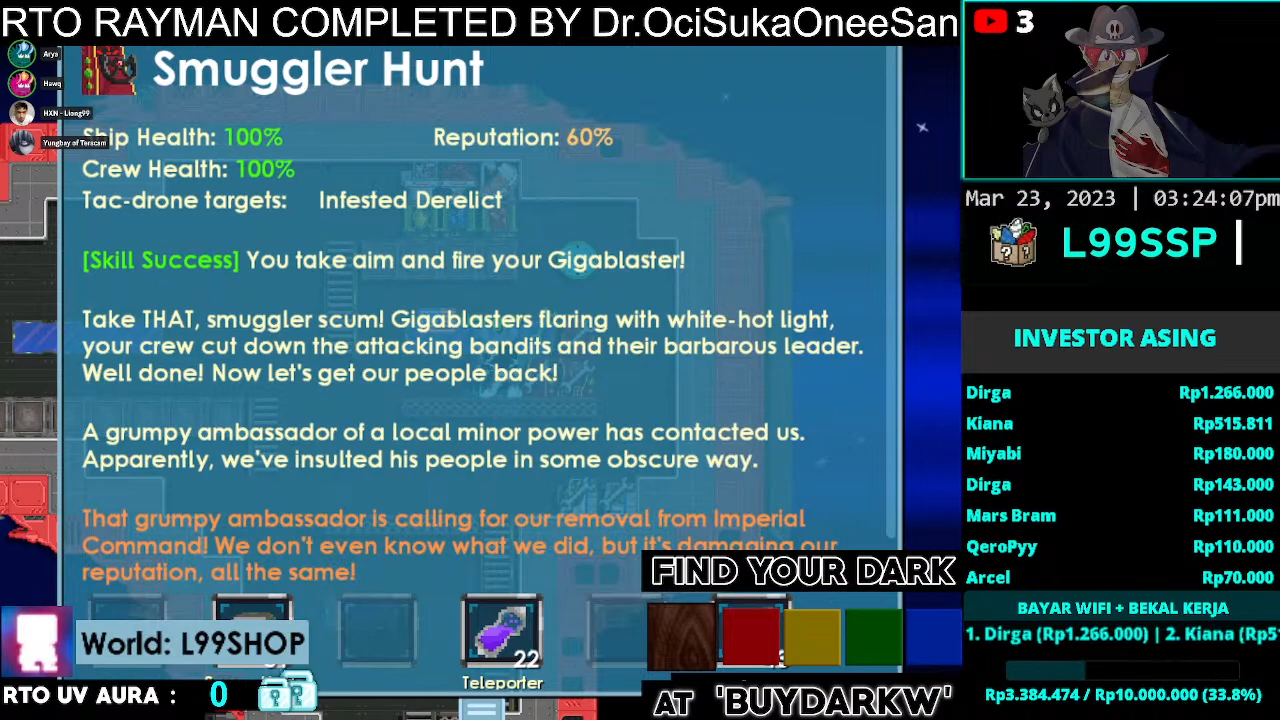 RTO RAYMAN COMPLETED BY Dr.OciSukaOneeSan
Arya
Hawq
HXN - Liong99
Yungbay of Terscam
Smuggler Hunt
Ship Health: 100%
Reputation: 60%
Crew Health: 100%
Tac-drone targets: Infested Derelict
[Skill Success] You take aim and fire your Gigablaster!
Take THAT, smuggler scum! Gigablasters flaring with white-hot light,
your crew cut down the attacking bandits and their barbarous leader.
Well done! Now let's get our people back!
A grumpy ambassador of a local minor power has contacted us.
Apparently, we've insulted his people in some obscure way.
That grumpy ambassador is calling for our removal from Imperial
Command! We don't even know what we did, but it's damaging our
reputation, all the same!
World: L99SHOP
22
Teleporter
RTO UV AURA : 0
FIND YOUR DARK
AT 'BUYDARKW'
3
Mar 23, 2023 | 03:24:07pm
L99SSP |
INVESTOR ASING
Dirga Rp1.266.000
Kiana Rp515.811
Miyabi Rp180.000
Dirga Rp143.000
Mars Bram Rp111.000
QeroPyy Rp110.000
Arcel Rp70.000
BAYAR WIFI + BEKAL KERJA
1. Dirga (Rp1.266.000) | 2. Kiana (Rp5
Rp3.384.474 / Rp10.000.000 (33.8%)